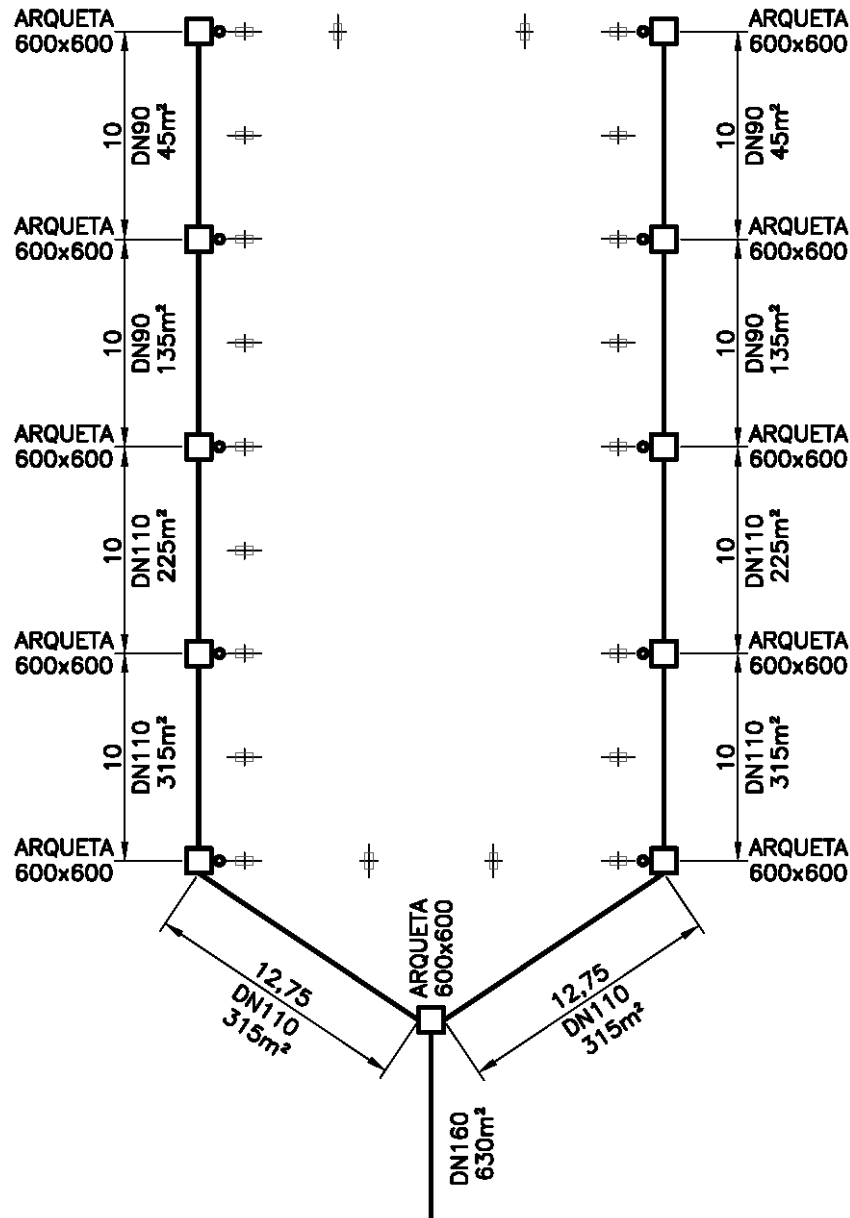 ARQUETA
600x600
ARQUETA
600x600
10
DN90
45m²
10
DN90
45m²
ARQUETA
600x600
ARQUETA
600x600
10
DN90
135m²
10
DN90
135m²
ARQUETA
600x600
ARQUETA
600x600
10
DN110
225m²
10
DN110
225m²
ARQUETA
600x600
ARQUETA
600x600
10
DN110
315m²
10
DN110
315m²
ARQUETA
600x600
ARQUETA
600x600
ARQUETA
600x600
12,75
DN110
315m²
12,75
DN110
315m²
DN160
630m²